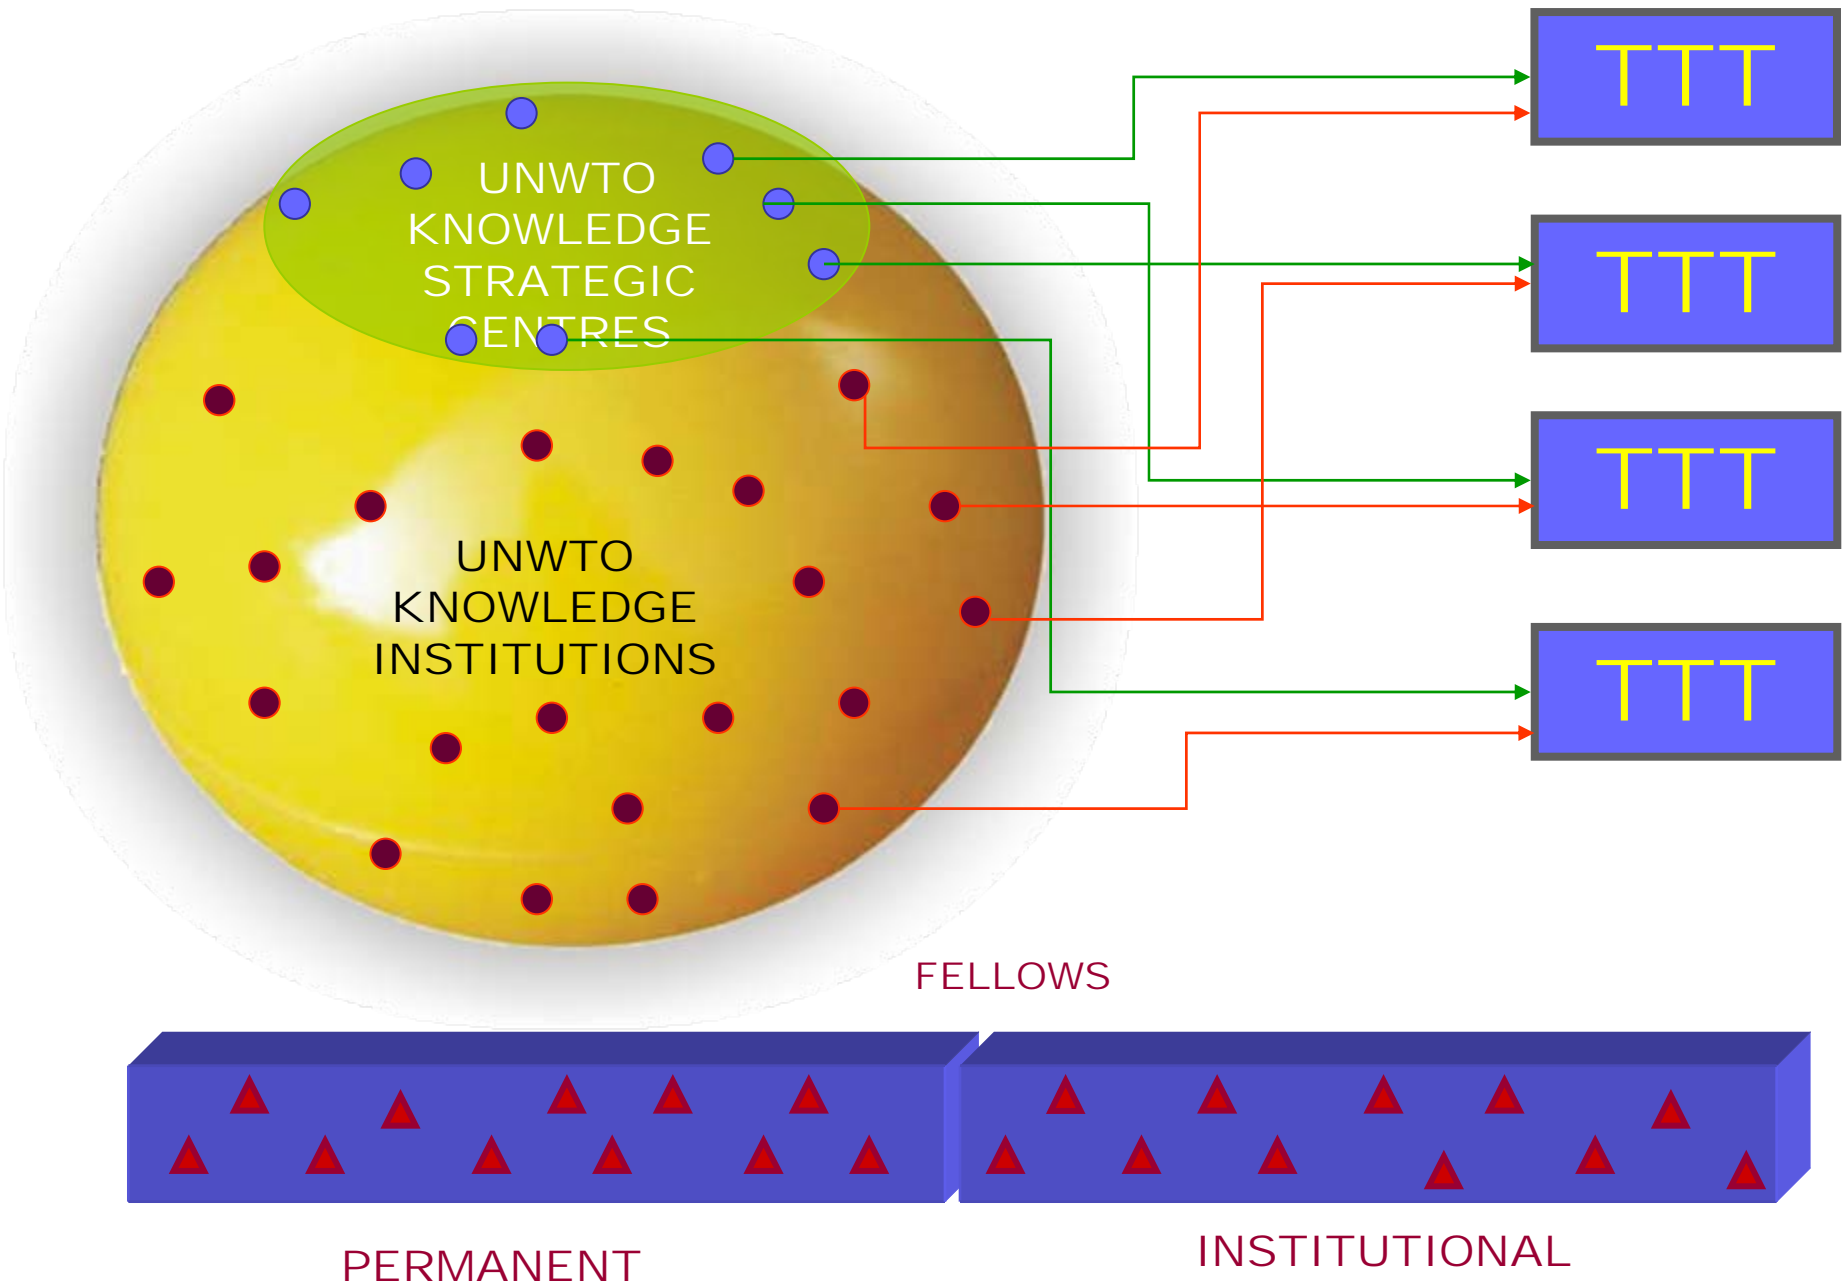 UNWTO
KNOWLEDGE
STRATEGIC
CENTRES
UNWTO
KNOWLEDGE
INSTITUTIONS
TTT
TTT
TTT
TTT
FELLOWS
PERMANENT
INSTITUTIONAL